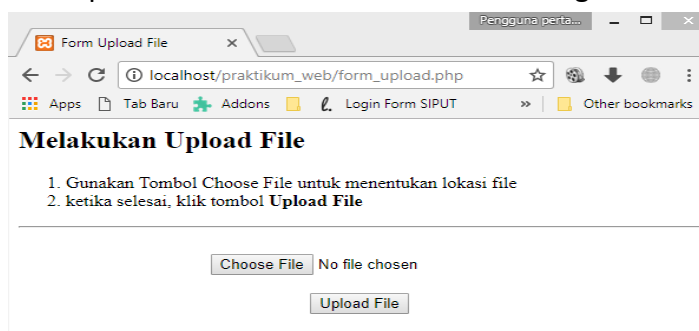 Pengguna perta...
Form Upload File
localhost/praktikum_web/form_upload.php
Apps Tab Baru Addons Login Form SIPUT » Other bookmarks
Melakukan Upload File
1. Gunakan Tombol Choose File untuk menentukan lokasi file
2. ketika selesai, klik tombol Upload File
Choose File No file chosen
Upload File